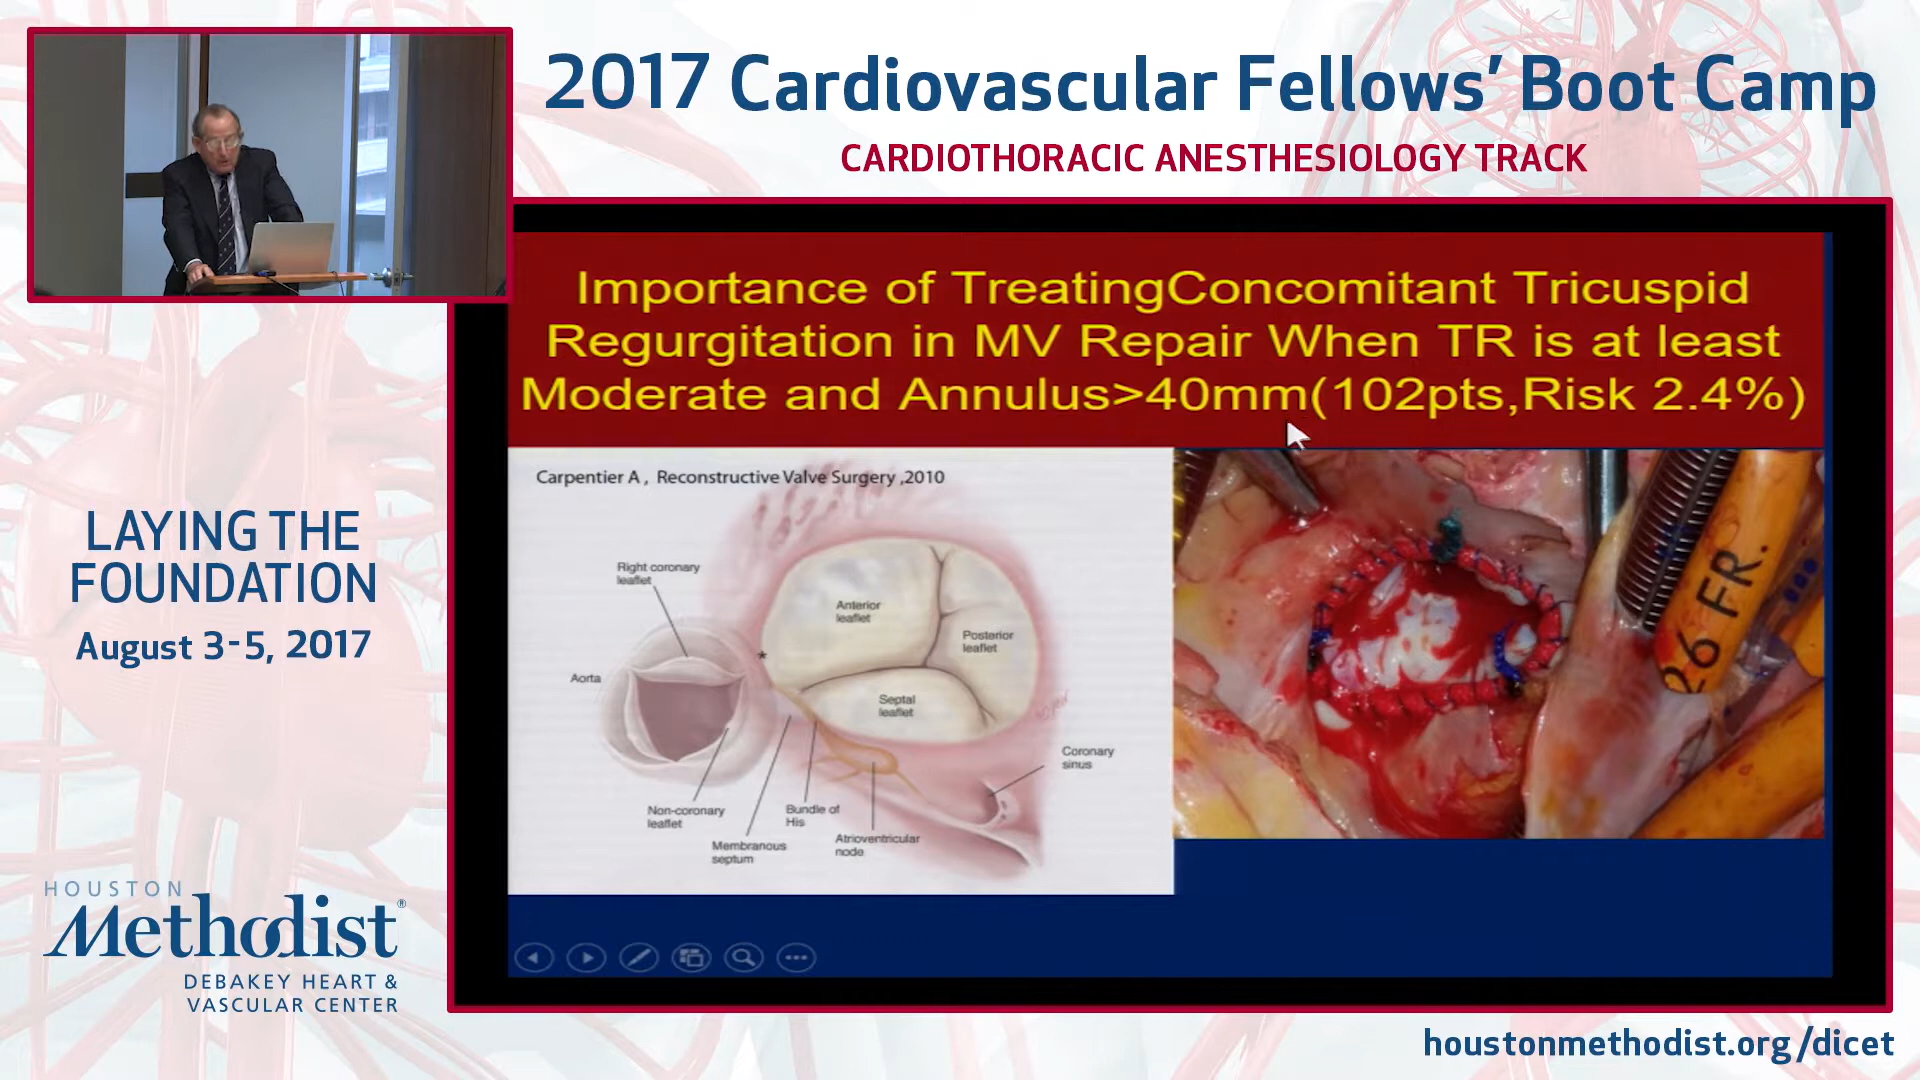 2017 Cardiovascular Fellows' Boot Camp
CARDIOTHORACIC ANESTHESIOLOGY TRACK
Importance of TreatingConcomitant Tricuspid
Regurgitation in MV Repair When TR is at least
Moderate and Annulus>40mm(102pts,Risk 2.4%)
Carpentier A , Reconstructive Valve Surgery ,2010
Right coronary
leaflet
Anterior
leaflet
Posterior
leaflet
*
Aorta
Septal
leaflet
Coronary
sinus
Non-coronary
leaflet
Bundle of
His
Membranous
septum
Atrioventricular
node
26 FR.
LAYING THE
FOUNDATION
August 3-5, 2017
HOUSTON
Methodist®
DEBAKEY HEART &
VASCULAR CENTER
houstonmethodist.org/dicet